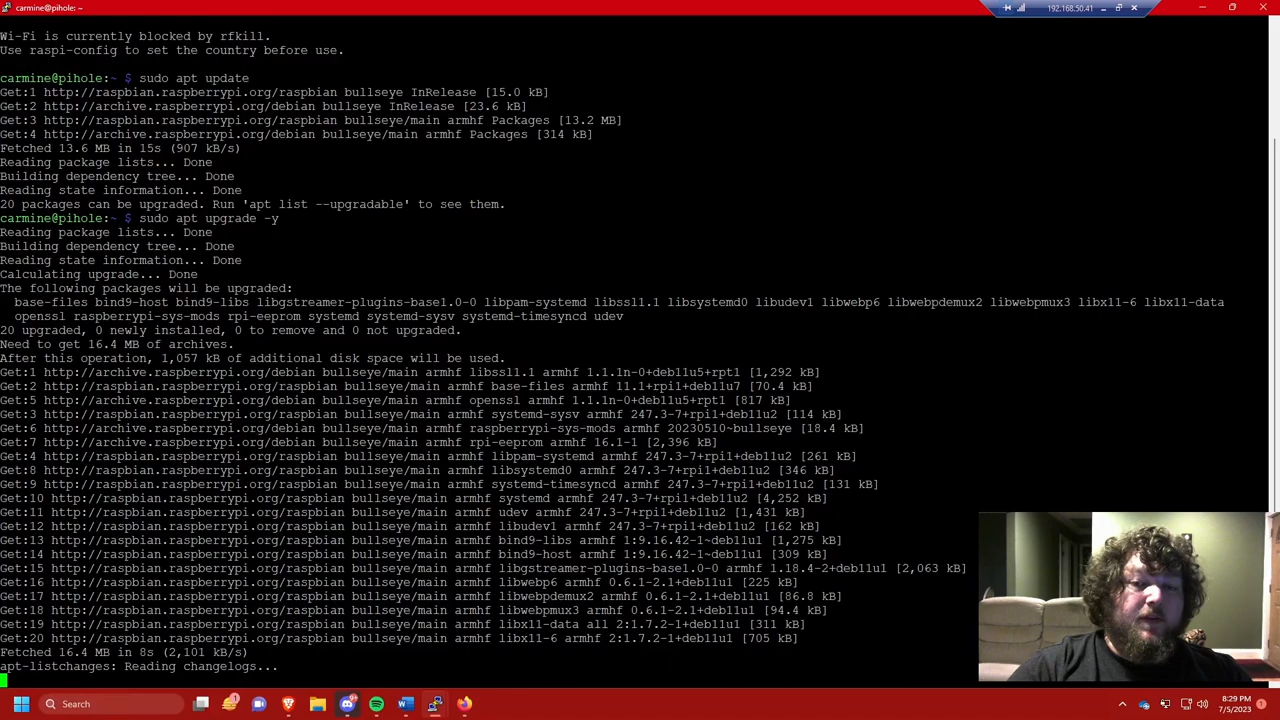 carmine@pihole: ~
192.168.50.41
Wi-Fi is currently blocked by rfkill.
Use raspi-config to set the country before use.
carmine@pihole:~ $ sudo apt update
Get:1 http://raspbian.raspberrypi.org/raspbian bullseye InRelease [15.0 kB]
Get:2 http://archive.raspberrypi.org/debian bullseye InRelease [23.6 kB]
Get:3 http://raspbian.raspberrypi.org/raspbian bullseye/main armhf Packages [13.2 MB]
Get:4 http://archive.raspberrypi.org/debian bullseye/main armhf Packages [314 kB]
Fetched 13.6 MB in 15s (907 kB/s)
Reading package lists... Done
Building dependency tree... Done
Reading state information... Done
20 packages can be upgraded. Run 'apt list --upgradable' to see them.
carmine@pihole:~ $ sudo apt upgrade -y
Reading package lists... Done
Building dependency tree... Done
Reading state information... Done
Calculating upgrade... Done
The following packages will be upgraded:
base-files bind9-host bind9-libs libgstreamer-plugins-base1.0-0 libpam-systemd libssl1.1 libsystemd0 libudev1 libwebp6 libwebpdemux2 libwebpmux3 libx11-6 libx11-data
openssl raspberrypi-sys-mods rpi-eeprom systemd systemd-sysv systemd-timesyncd udev
20 upgraded, 0 newly installed, 0 to remove and 0 not upgraded.
Need to get 16.4 MB of archives.
After this operation, 1,057 kB of additional disk space will be used.
Get:1 http://raspbian.raspberrypi.org/raspbian bullseye/main armhf libssl1.1 armhf 1.1.1n-0+deb11u5+rpt1 [1,292 kB]
Get:2 http://raspbian.raspberrypi.org/raspbian bullseye/main armhf base-files armhf 11.1+rpi1+deb11u7 [70.4 kB]
Get:5 http://archive.raspberrypi.org/debian bullseye/main armhf openssl armhf 1.1.1n-0+deb11u5+rpt1 [817 kB]
Get:3 http://raspbian.raspberrypi.org/raspbian bullseye/main armhf systemd-sysv armhf 247.3-7+rpi1+deb11u2 [114 kB]
Get:6 http://archive.raspberrypi.org/debian bullseye/main armhf raspberrypi-sys-mods armhf 20230510~bullseye [18.4 kB]
Get:7 http://archive.raspberrypi.org/debian bullseye/main armhf rpi-eeprom armhf 16.1-1 [2,396 kB]
Get:4 http://raspbian.raspberrypi.org/raspbian bullseye/main armhf libpam-systemd armhf 247.3-7+rpi1+deb11u2 [261 kB]
Get:8 http://raspbian.raspberrypi.org/raspbian bullseye/main armhf libsystemd0 armhf 247.3-7+rpi1+deb11u2 [346 kB]
Get:9 http://raspbian.raspberrypi.org/raspbian bullseye/main armhf systemd-timesyncd armhf 247.3-7+rpi1+deb11u2 [131 kB]
Get:10 http://raspbian.raspberrypi.org/raspbian bullseye/main armhf systemd armhf 247.3-7+rpi1+deb11u2 [4,252 kB]
Get:11 http://raspbian.raspberrypi.org/raspbian bullseye/main armhf udev armhf 247.3-7+rpi1+deb11u2 [1,431 kB]
Get:12 http://raspbian.raspberrypi.org/raspbian bullseye/main armhf libudev1 armhf 247.3-7+rpi1+deb11u2 [162 kB]
Get:13 http://raspbian.raspberrypi.org/raspbian bullseye/main armhf bind9-libs armhf 1:9.16.42-1~deb11u1 [1,275 kB]
Get:14 http://raspbian.raspberrypi.org/raspbian bullseye/main armhf bind9-host armhf 1:9.16.42-1~deb11u1 [309 kB]
Get:15 http://raspbian.raspberrypi.org/raspbian bullseye/main armhf libgstreamer-plugins-base1.0-0 armhf 1.18.4-2+deb11u1 [2,063 kB]
Get:16 http://raspbian.raspberrypi.org/raspbian bullseye/main armhf libwebp6 armhf 0.6.1-2.1+deb11u1 [225 kB]
Get:17 http://raspbian.raspberrypi.org/raspbian bullseye/main armhf libwebpdemux2 armhf 0.6.1-2.1+deb11u1 [86.8 kB]
Get:18 http://raspbian.raspberrypi.org/raspbian bullseye/main armhf libwebpmux3 armhf 0.6.1-2.1+deb11u1 [94.4 kB]
Get:19 http://raspbian.raspberrypi.org/raspbian bullseye/main armhf libx11-data all 2:1.7.2-1+deb11u1 [311 kB]
Get:20 http://raspbian.raspberrypi.org/raspbian bullseye/main armhf libx11-6 armhf 2:1.7.2-1+deb11u1 [705 kB]
Fetched 16.4 MB in 8s (2,101 kB/s)
apt-listchanges: Reading changelogs...
Search
8:29 PM
7/5/2023